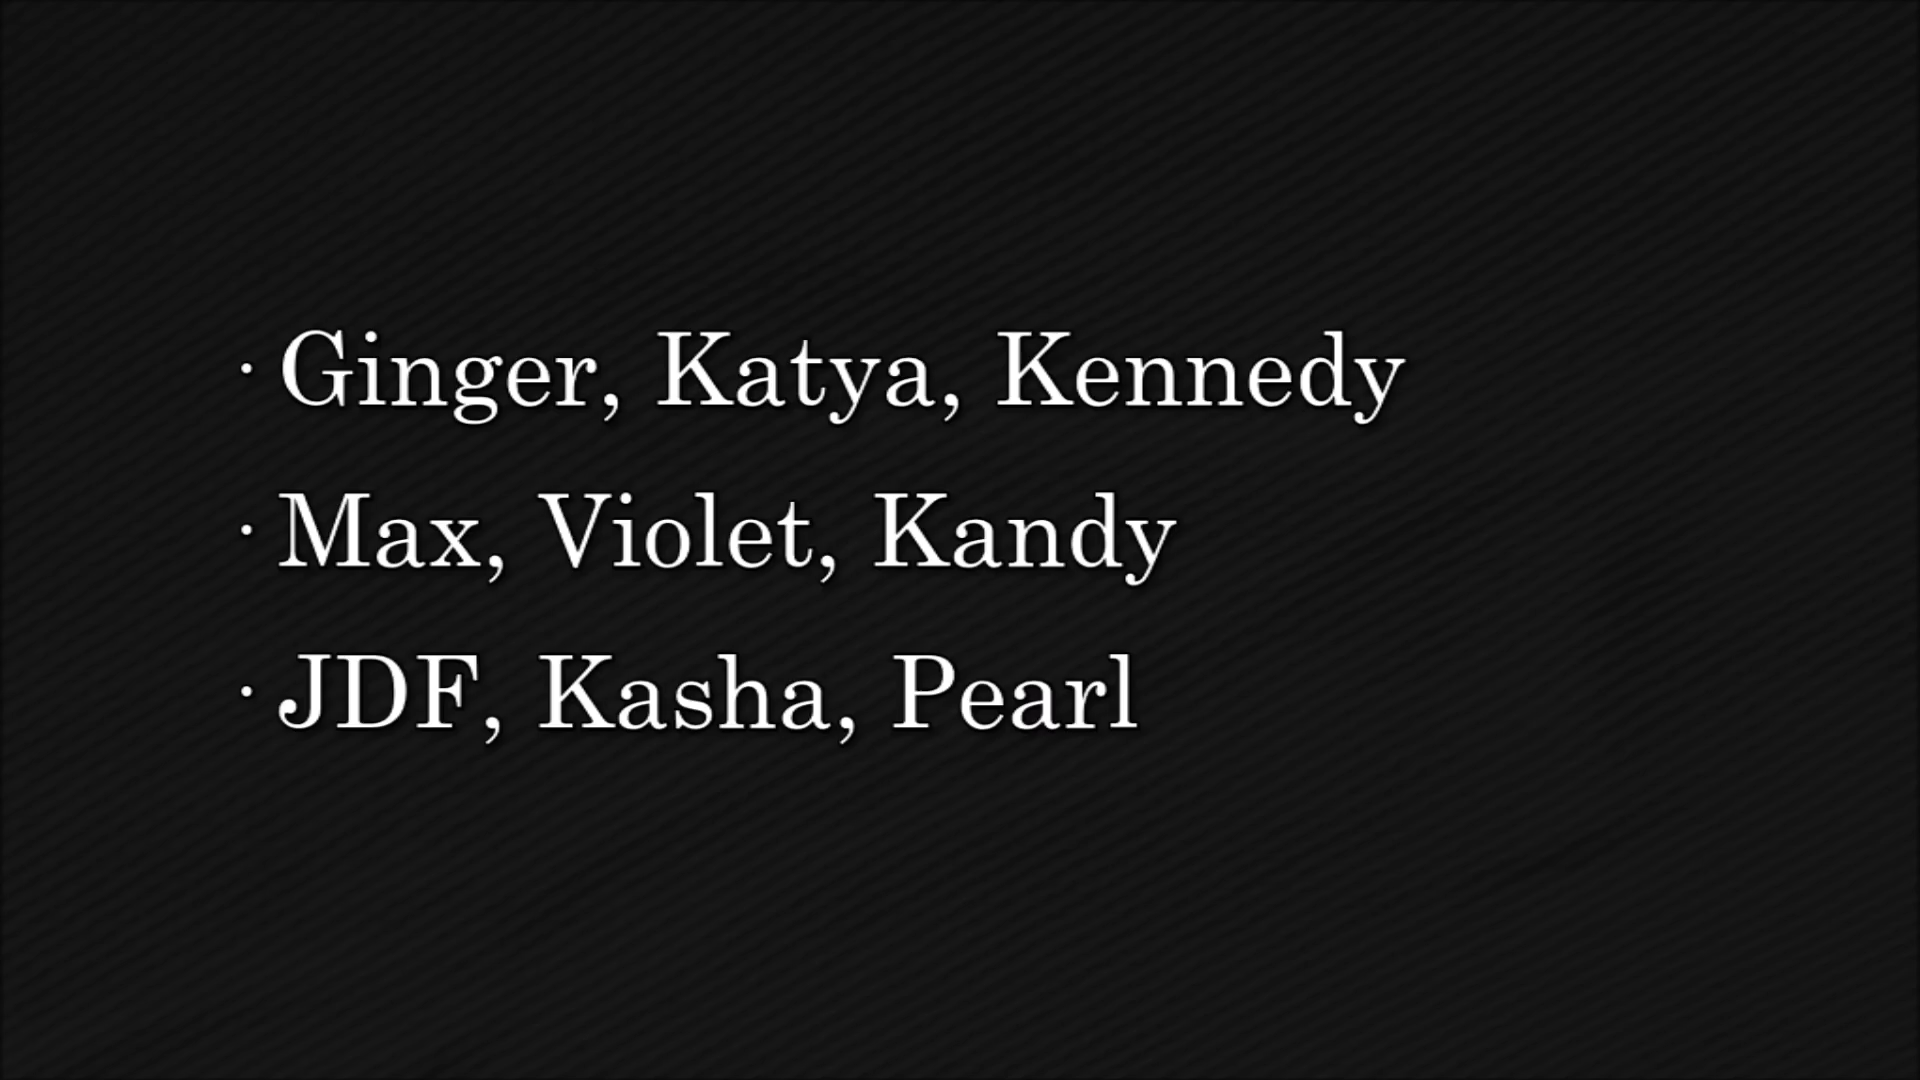 · Ginger, Katya, Kennedy
· Max, Violet, Kandy
· JDF, Kasha, Pearl